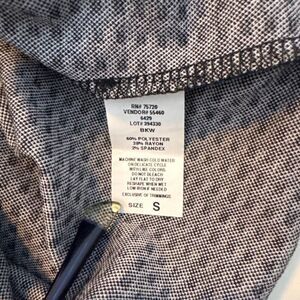 RN# 75720
VENDOR# 55460
6429
LOT# 394330
BKW
60% POLYESTER
38% RAYON
2% SPANDEX
MACHINE WASH COLD WATER
ON DELICATE CYCLE
WITH LIKE COLORS
DO NOT BLEACH
LAY FLAT TO DRY
RESHAPE WHEN WET
LOW IRON IF NEEDED
EXCLUSIVE OF TRIMMINGS
SIZE S